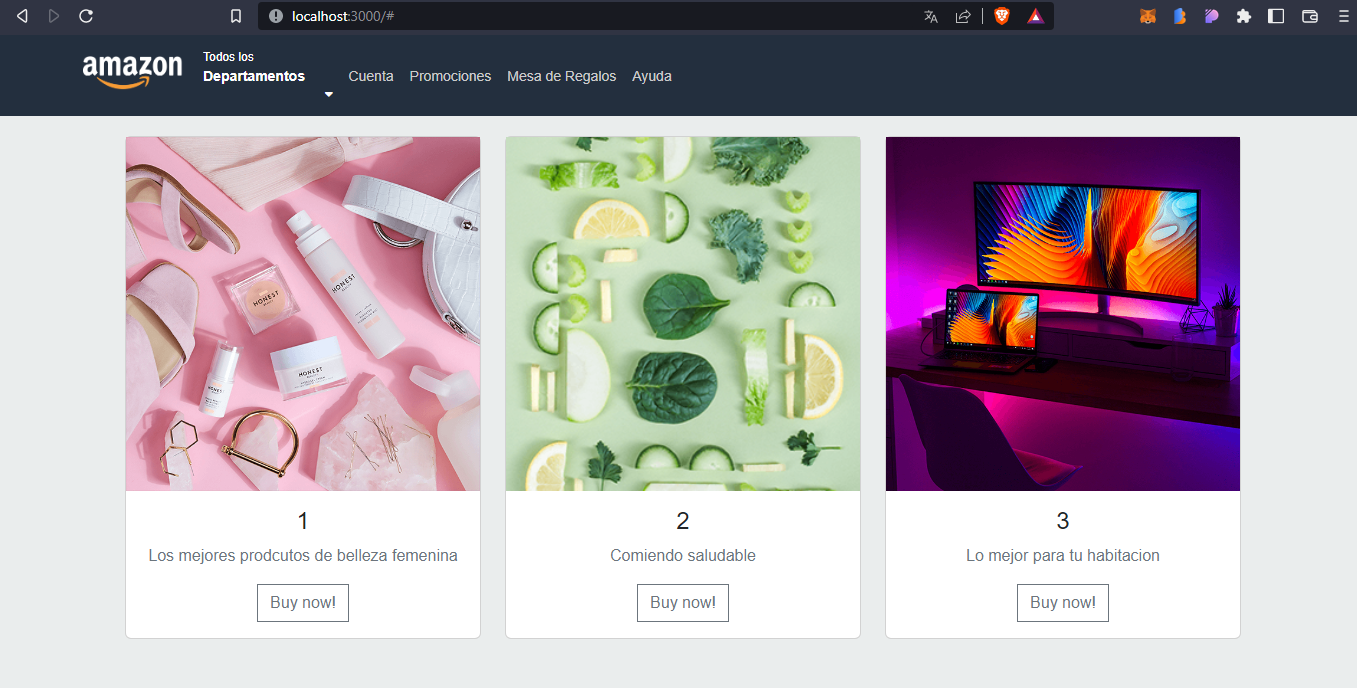 localhost:3000/#
amazon
Todos los
Departamentos
Cuenta Promociones Mesa de Regalos Ayuda
HONEST
HONEST
HONEST
HONEST
1
Los mejores prodcutos de belleza femenina
Buy now!
2
Comiendo saludable
Buy now!
3
Lo mejor para tu habitacion
Buy now!